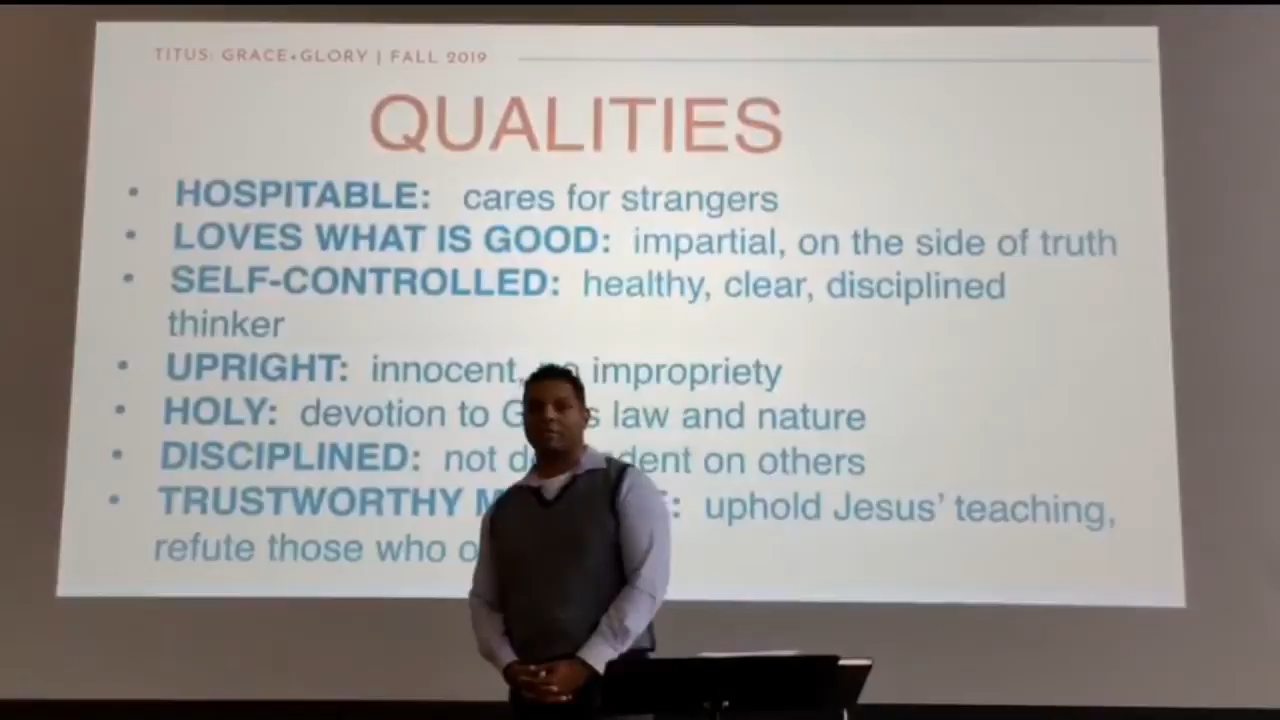 TITUS: GRACE+GLORY | FALL 2019
QUALITIES
• HOSPITABLE: cares for strangers
• LOVES WHAT IS GOOD: impartial, on the side of truth
• SELF-CONTROLLED: healthy, clear, disciplined
thinker
• UPRIGHT: innocent, no impropriety
• HOLY: devotion to law and nature
• DISCIPLINED: not on others
• TRUSTWORTHY uphold Jesus’ teaching,
refute those who